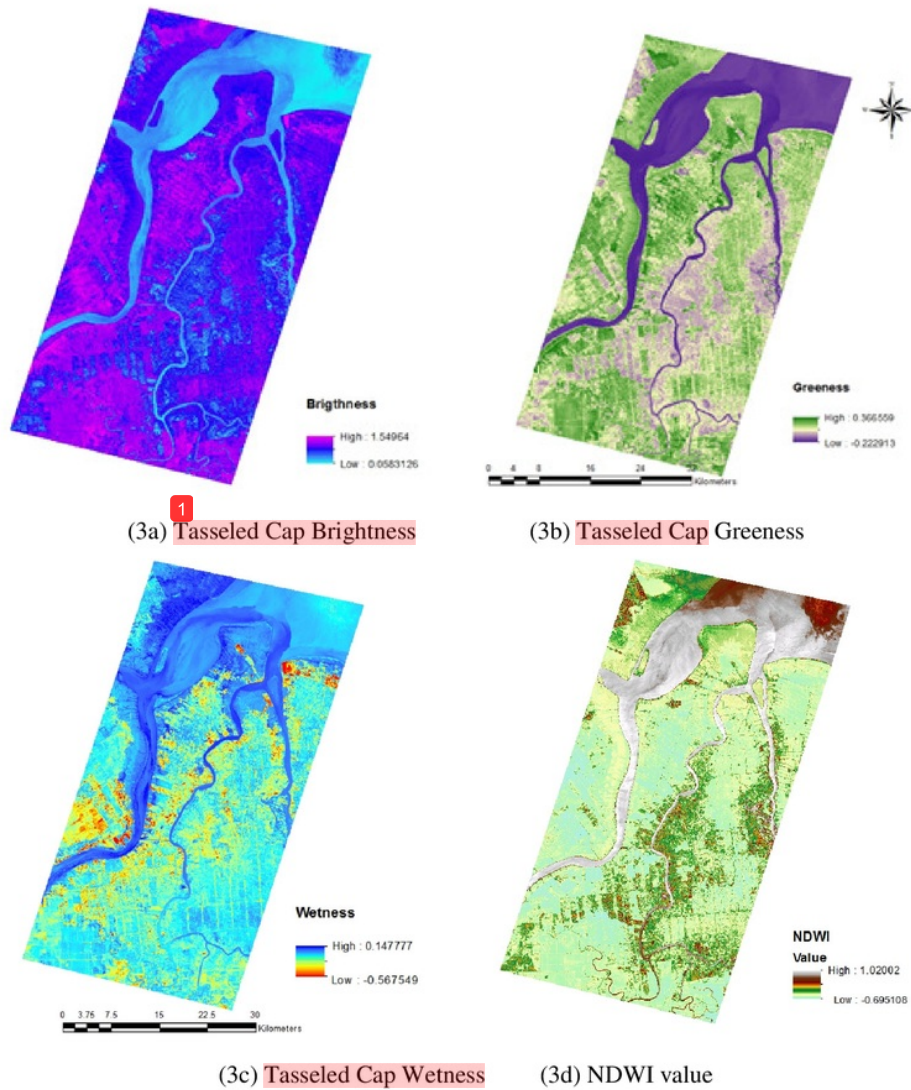 Brigthness
High : 1.54964
Low : 0.0583126
Greeness
High : 0.366559
Low : -0.222913
0 4 8 16 24 32
Kilometers
1
(3a) Tasseled Cap Brightness
(3b) Tasseled Cap Greeness
Wetness
High : 0.147777
Low : -0.567549
0 3.75 7.5 15 22.5 30
Kilometers
NDWI
Value
High : 1.02002
Low : -0.695108
(3c) Tasseled Cap Wetness
(3d) NDWI value